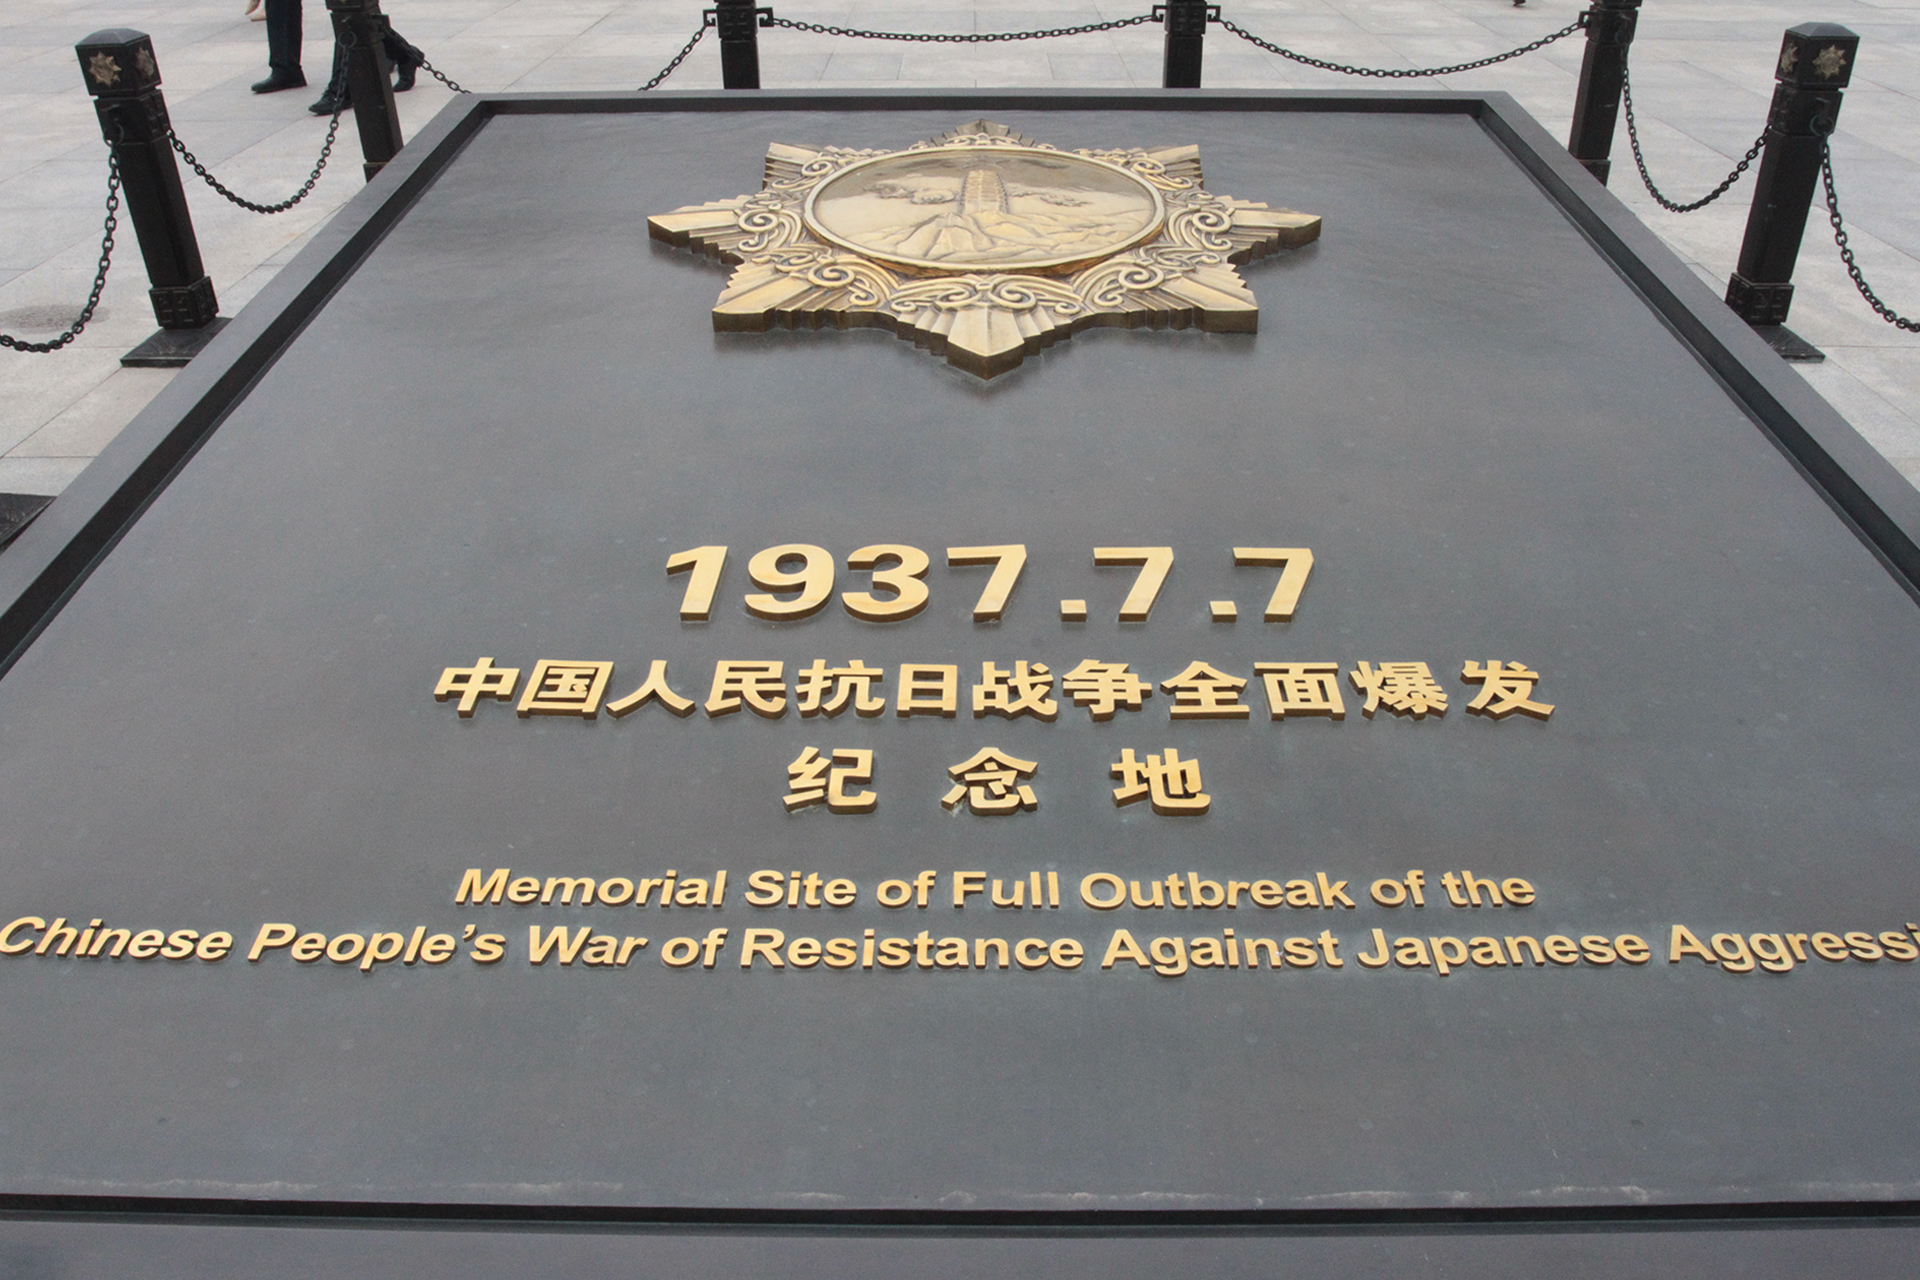 1937.7.7
中国人民抗日战争全面爆发
纪念地
Memorial Site of Full Outbreak of the
Chinese People's War of Resistance Against Japanese Aggressi